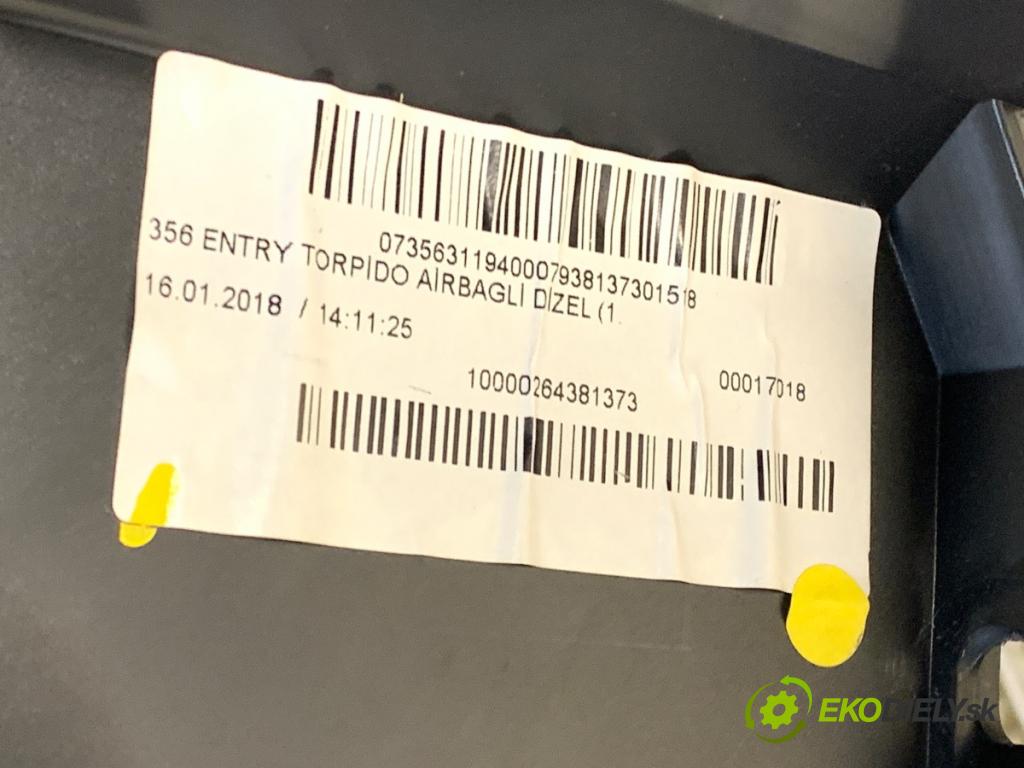 07356311940007938137301518
356 ENTRY TORPİDO AİRBAGLİ DİZEL (1.
16.01.2018 / 14:11:25
10000264381373
00017018
EKODIELY.sk